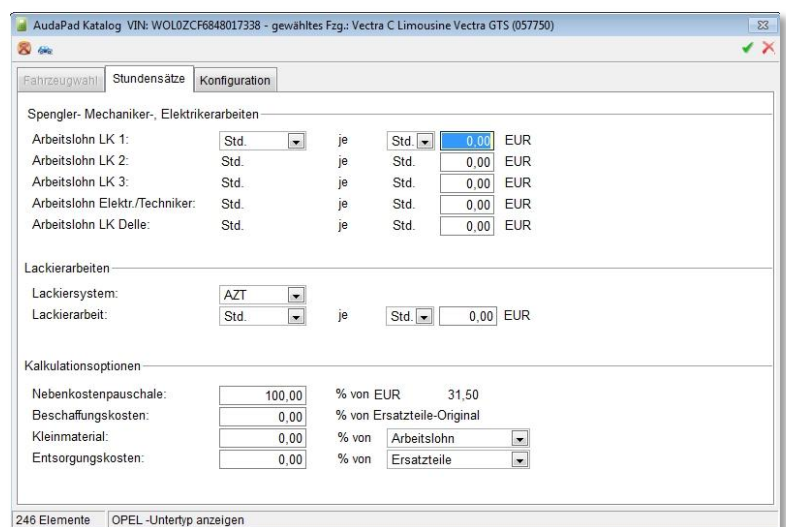 AudaPad Katalog VIN: WOL0ZCF6848017338 - gewähltes Fzg.: Vectra C Limousine Vectra GTS (057750)
Fahrzeugwahl Stundensätze Konfiguration
Spengler- Mechaniker-, Elektrikerarbeiten
Arbeitslohn LK 1: Std. je Std. 0,00 EUR
Arbeitslohn LK 2: Std. je Std. 0,00 EUR
Arbeitslohn LK 3: Std. je Std. 0,00 EUR
Arbeitslohn Elektr./Techniker: Std. je Std. 0,00 EUR
Arbeitslohn LK Delle: Std. je Std. 0,00 EUR
Lackierarbeiten
Lackiersystem: AZT
Lackierarbeit: Std. je Std. 0,00 EUR
Kalkulationsoptionen
Nebenkostenpauschale: 100,00 % von EUR 31,50
Beschaffungskosten: 0,00 % von Ersatzteile-Original
Kleinmaterial: 0,00 % von Arbeitslohn
Entsorgungskosten: 0,00 % von Ersatzteile
246 Elemente OPEL -Untertyp anzeigen